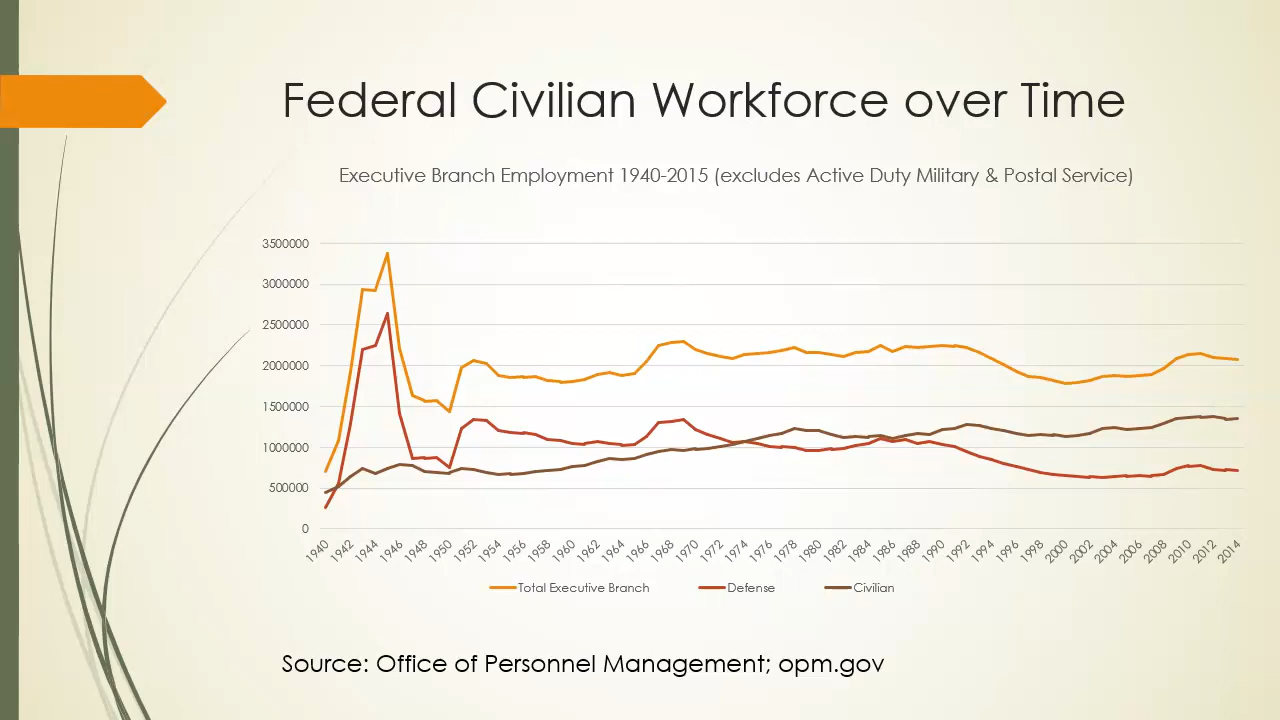 Federal Civilian Workforce over Time
Executive Branch Employment 1940-2015 (excludes Active Duty Military & Postal Service)
3500000
3000000
2500000
2000000
1500000
1000000
500000
0
1940 1942 1944 1946 1948 1950 1952 1954 1956 1958 1960 1962 1964 1966 1968 1970 1972 1974 1976 1978 1980 1982 1984 1986 1988 1990 1992 1994 1996 1998 2000 2002 2004 2006 2008 2010 2012 2014
Total Executive Branch Defense Civilian
Source: Office of Personnel Management; opm.gov